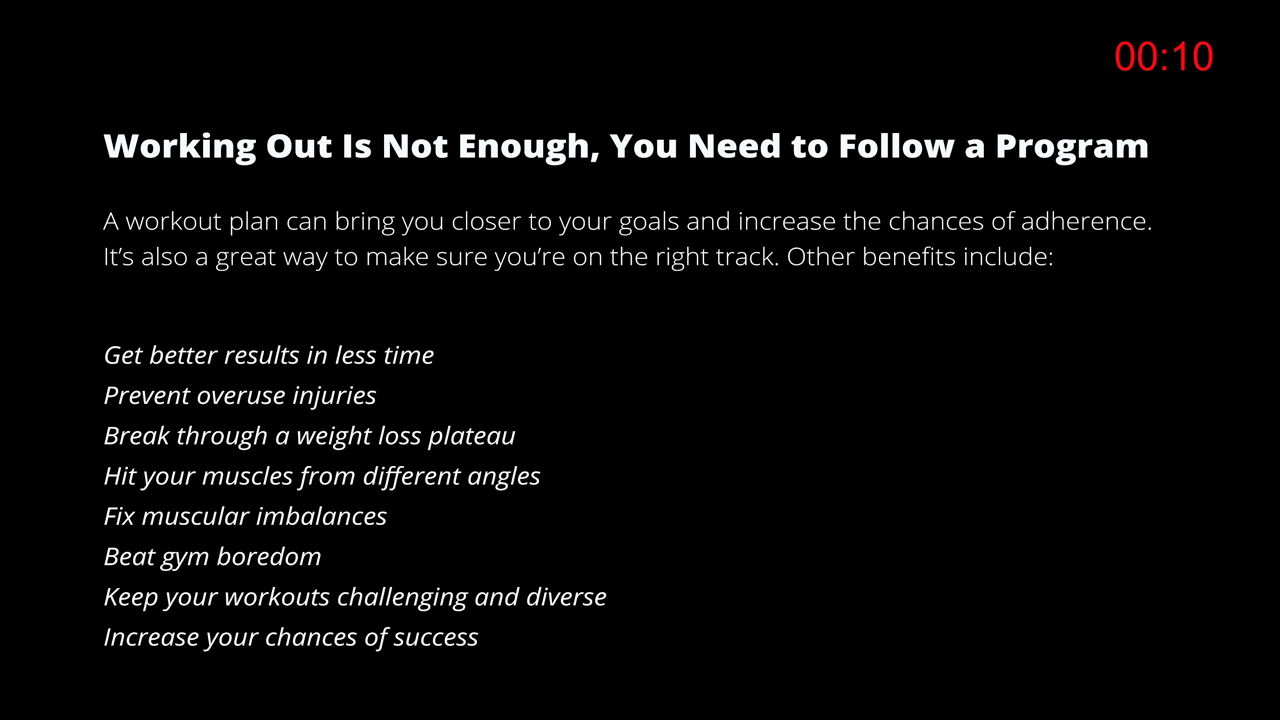 00:10
Working Out Is Not Enough, You Need to Follow a Program
A workout plan can bring you closer to your goals and increase the chances of adherence.
It’s also a great way to make sure you’re on the right track. Other benefits include:
Get better results in less time
Prevent overuse injuries
Break through a weight loss plateau
Hit your muscles from different angles
Fix muscular imbalances
Beat gym boredom
Keep your workouts challenging and diverse
Increase your chances of success